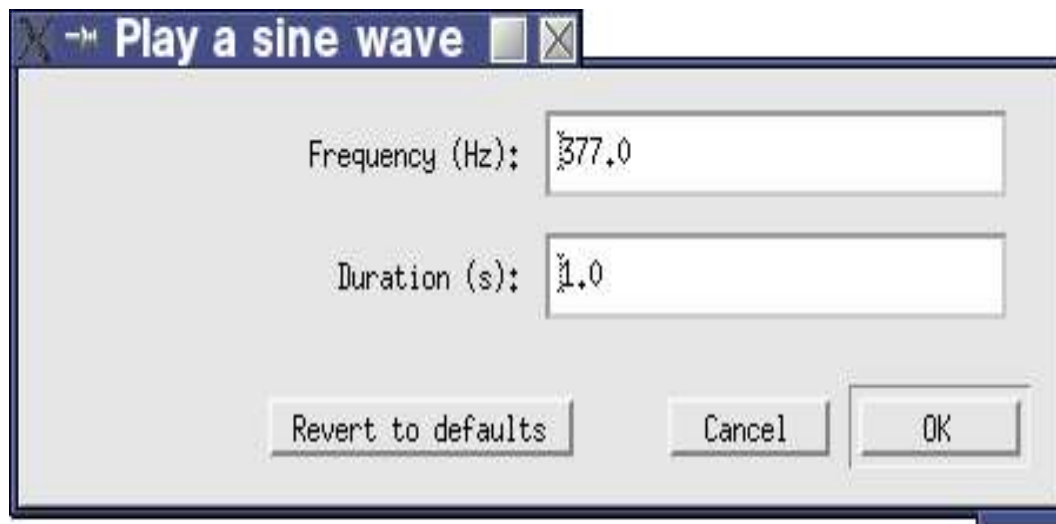 Play a sine wave
Frequency (Hz): 377.0
Duration (s): 1.0
Revert to defaults Cancel OK